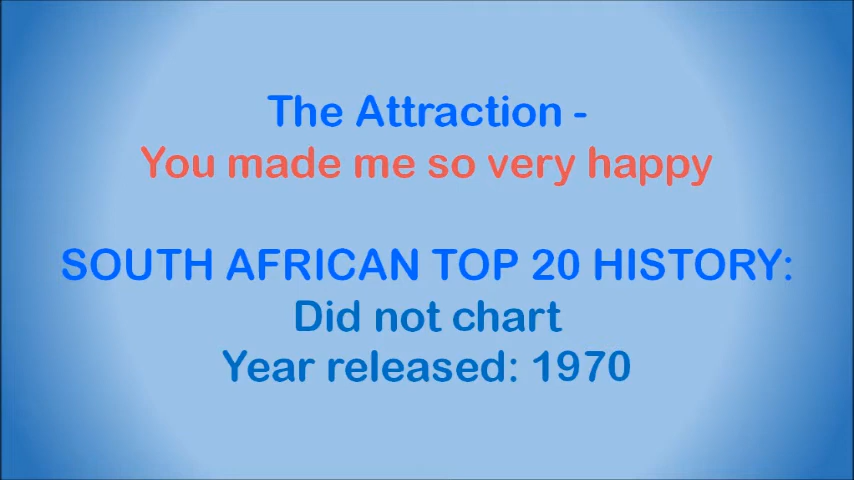 The Attraction -
You made me so very happy
SOUTH AFRICAN TOP 20 HISTORY:
Did not chart
Year released: 1970